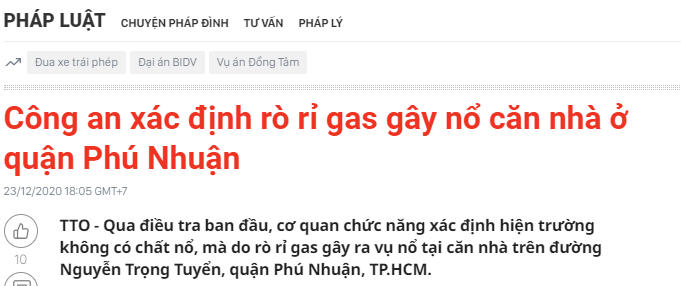 PHÁP LUẬT CHUYỆN PHÁP ĐÌNH TƯ VẤN PHÁP LÝ
Đua xe trái phép Đại án BIDV Vụ án Đồng Tâm
Công an xác định rò rỉ gas gây nổ căn nhà ở
quận Phú Nhuận
23/12/2020 18:05 GMT+7
TTO - Qua điều tra ban đầu, cơ quan chức năng xác định hiện trường
không có chất nổ, mà do rò rỉ gas gây ra vụ nổ tại căn nhà trên đường
Nguyễn Trọng Tuyển, quận Phú Nhuận, TP.HCM.
10